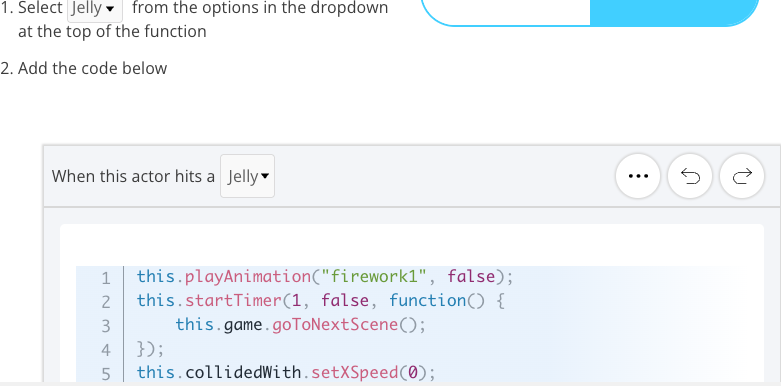 1. Select Jelly from the options in the dropdown
at the top of the function
2. Add the code below
When this actor hits a Jelly
1 this.playAnimation("firework1", false);
2 this.startTimer(1, false, function() {
3     this.game.goToNextScene();
4 });
5 this.collidedWith.setXSpeed(0);